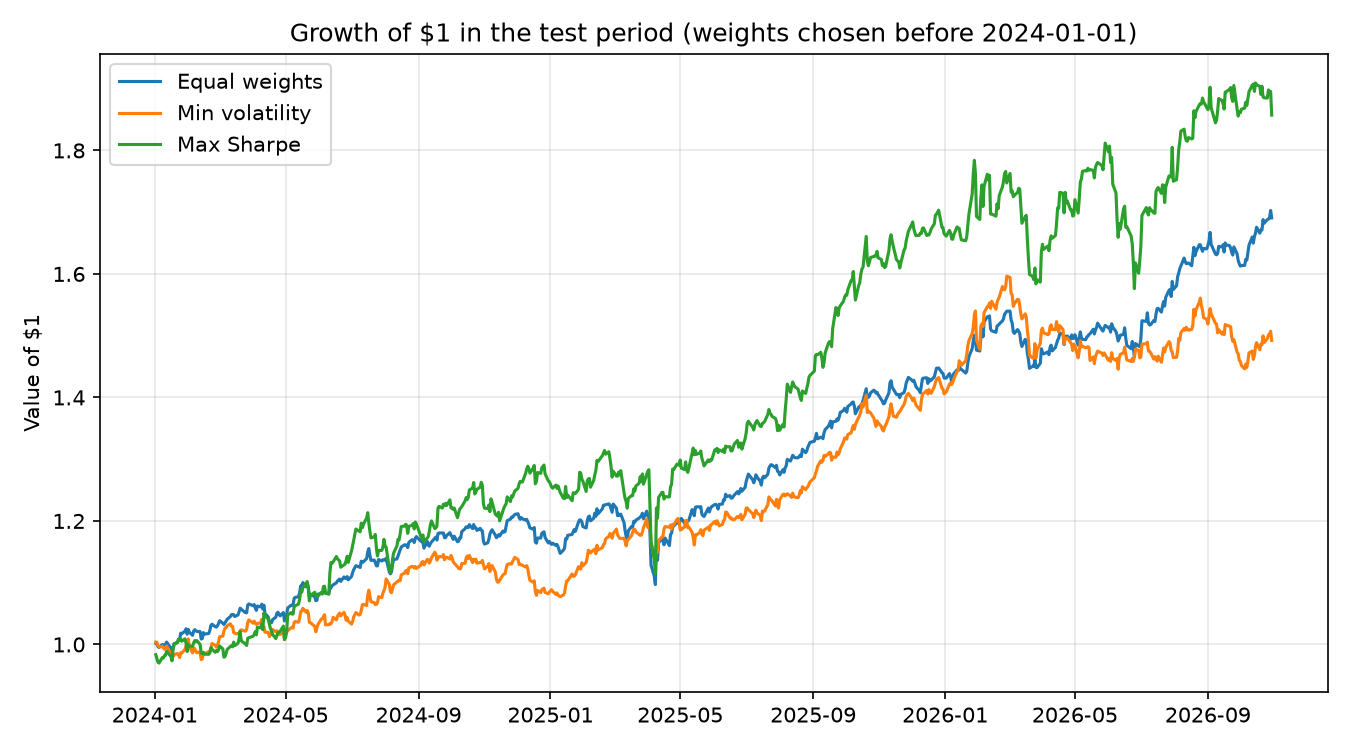 Growth of $1 in the test period (weights chosen before 2024-01-01)
Equal weights
Min volatility
Max Sharpe
Value of $1
1.8
1.6
1.4
1.2
1.0
2024-01 2024-05 2024-09 2025-01 2025-05 2025-09 2026-01 2026-05 2026-09